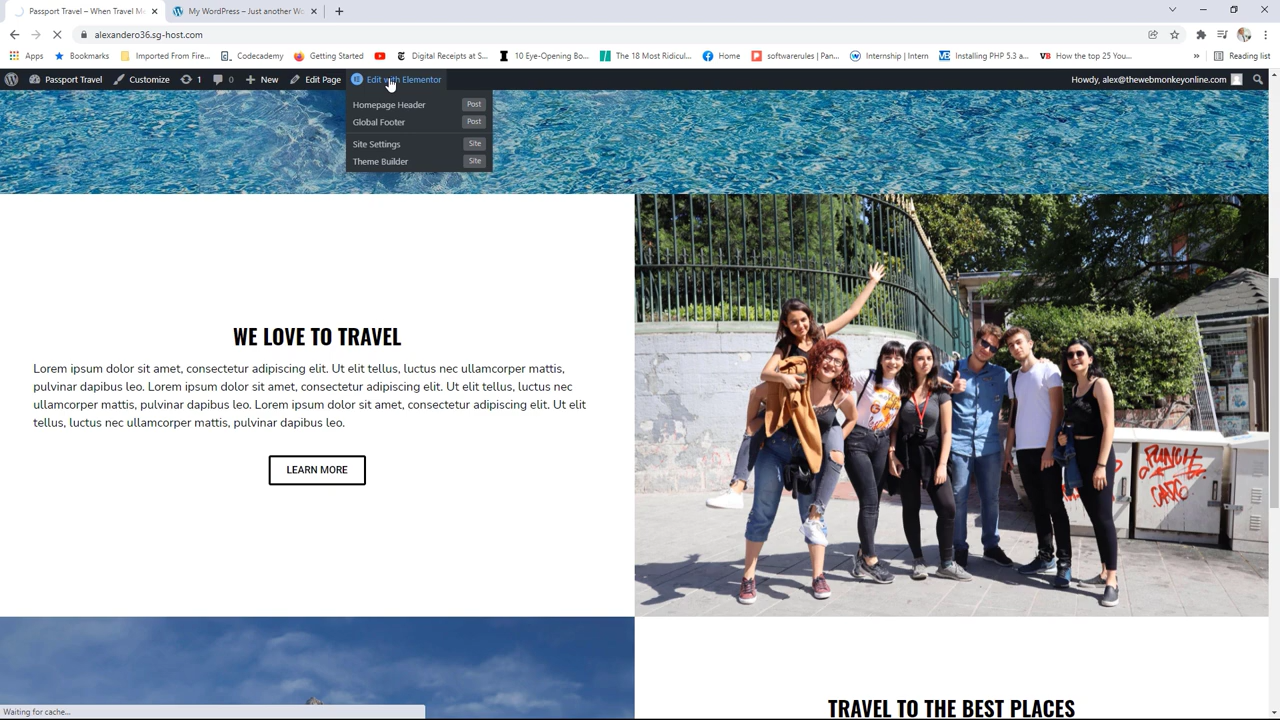 Passport Travel – When Travel M
My WordPress – Just another Wo
alexandero36.sg-host.com
Apps
Bookmarks
Imported From Fire...
Codecademy
Getting Started
Digital Receipts at S...
10 Eye-Opening Bo...
The 18 Most Ridicul...
Home
softwarerules | Pan...
Internship | Intern
Installing PHP 5.3 a...
How the top 25 You...
Reading list
Passport Travel
Customize
1
0
New
Edit Page
Edit with Elementor
Howdy, alex@thewebmonkeyonline.com
Homepage Header Post
Global Footer Post
Site Settings Site
Theme Builder Site
WE LOVE TO TRAVEL
Lorem ipsum dolor sit amet, consectetur adipiscing elit. Ut elit tellus, luctus nec ullamcorper mattis,
pulvinar dapibus leo. Lorem ipsum dolor sit amet, consectetur adipiscing elit. Ut elit tellus, luctus nec
ullamcorper mattis, pulvinar dapibus leo. Lorem ipsum dolor sit amet, consectetur adipiscing elit. Ut elit
tellus, luctus nec ullamcorper mattis, pulvinar dapibus leo.
LEARN MORE
PUNCH
TRAVEL TO THE BEST PLACES
Waiting for cache...